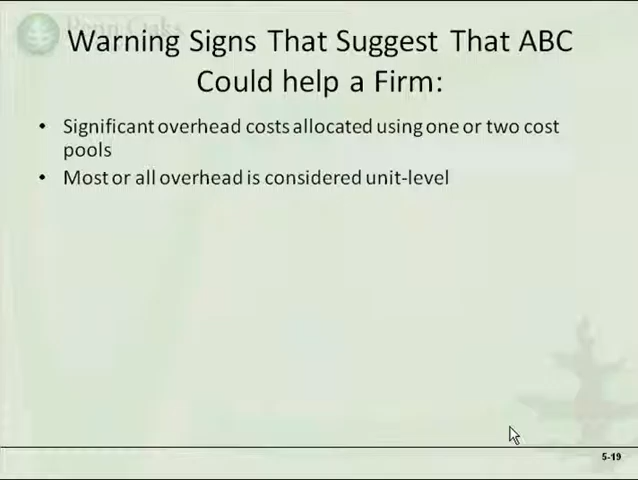 Warning Signs That Suggest That ABC
Could help a Firm:
• Significant overhead costs allocated using one or two cost
pools
• Most or all overhead is considered unit-level
5-19